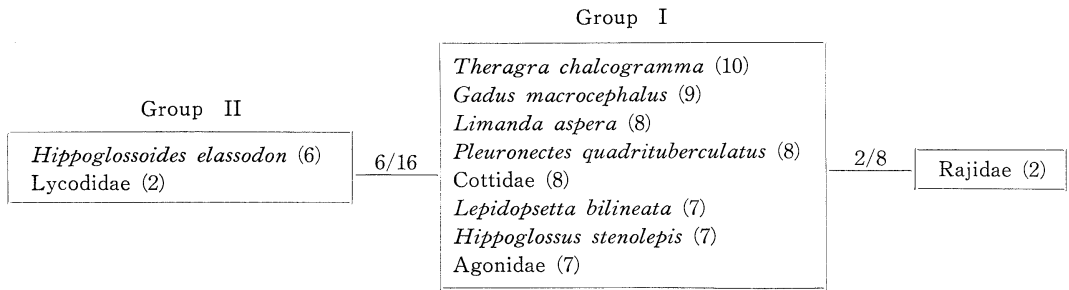 Group I
Theragra chalcogramma (10)
Gadus macrocephalus (9)
Limanda aspera (8)
Pleuronectes quadrituberculatus (8)
Cottidae (8)
Lepidopsetta bilineata (7)
Hippoglossus stenolepis (7)
Agonidae (7)
Group II
Hippoglossoides elassodon (6)
Lycodidae (2)
6/16
2/8
Rajidae (2)